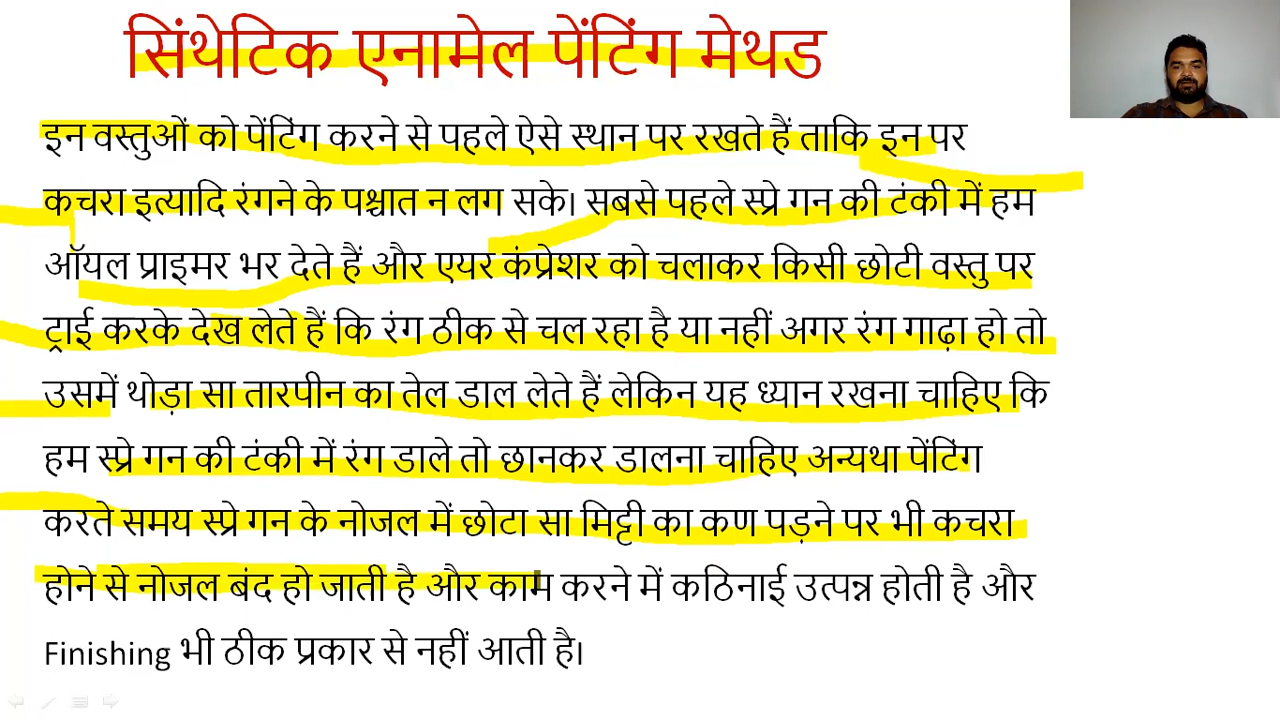 सिंथेटिक एनामेल पेंटिंग मेथड
इन वस्तुओं को पेंटिंग करने से पहले ऐसे स्थान पर रखते हैं ताकि इन पर
कचरा इत्यादि रंगने के पश्चात न लग सके। सबसे पहले स्प्रे गन की टंकी में हम
ऑयल प्राइमर भर देते हैं और एयर कंप्रेशर को चलाकर किसी छोटी वस्तु पर
ट्राई करके देख लेते हैं कि रंग ठीक से चल रहा है या नहीं अगर रंग गाढ़ा हो तो
उसमें थोड़ा सा तारपीन का तेल डाल लेते हैं लेकिन यह ध्यान रखना चाहिए कि
हम स्प्रे गन की टंकी में रंग डाले तो छानकर डालना चाहिए अन्यथा पेंटिंग
करते समय स्प्रे गन के नोजल में छोटा सा मिट्टी का कण पड़ने पर भी कचरा
होने से नोजल बंद हो जाती है और काम करने में कठिनाई उत्पन्न होती है और
Finishing भी ठीक प्रकार से नहीं आती है।